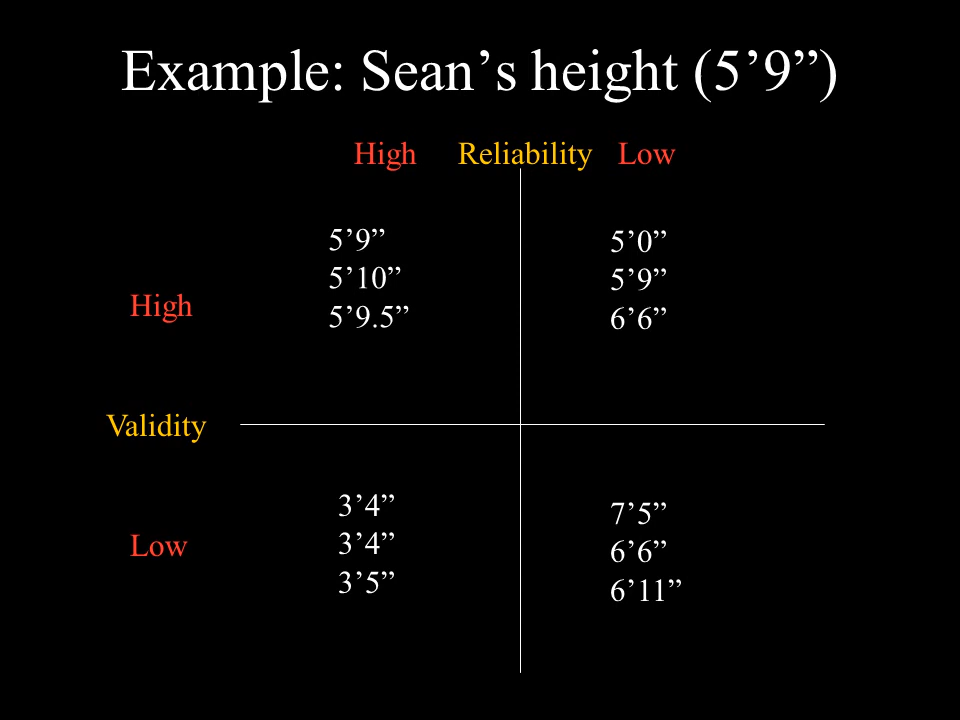 Example: Sean’s height (5’9”)
High Reliability Low
5’9”
5’10”
5’9.5”
5’0”
5’9”
6’6”
High
Validity
3’4”
3’4”
3’5”
7’5”
6’6”
6’11”
Low